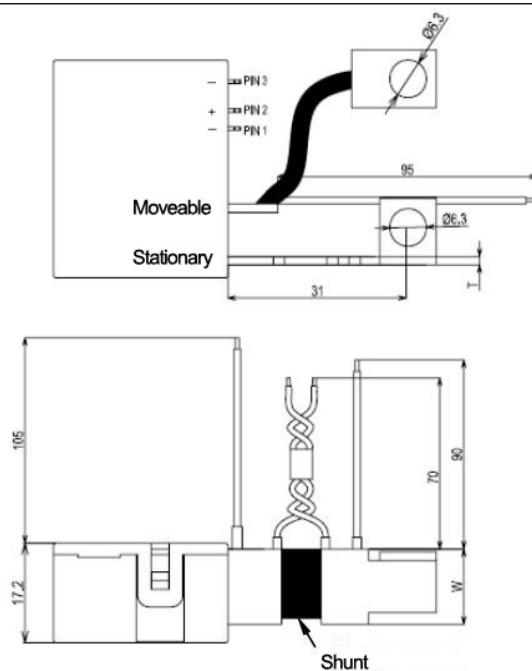 Ø6.3
− PIN 3
+ PIN 2
− PIN 1
95
Moveable
Ø6.3
Stationary
31
T
105
90
70
17.2
W
Shunt